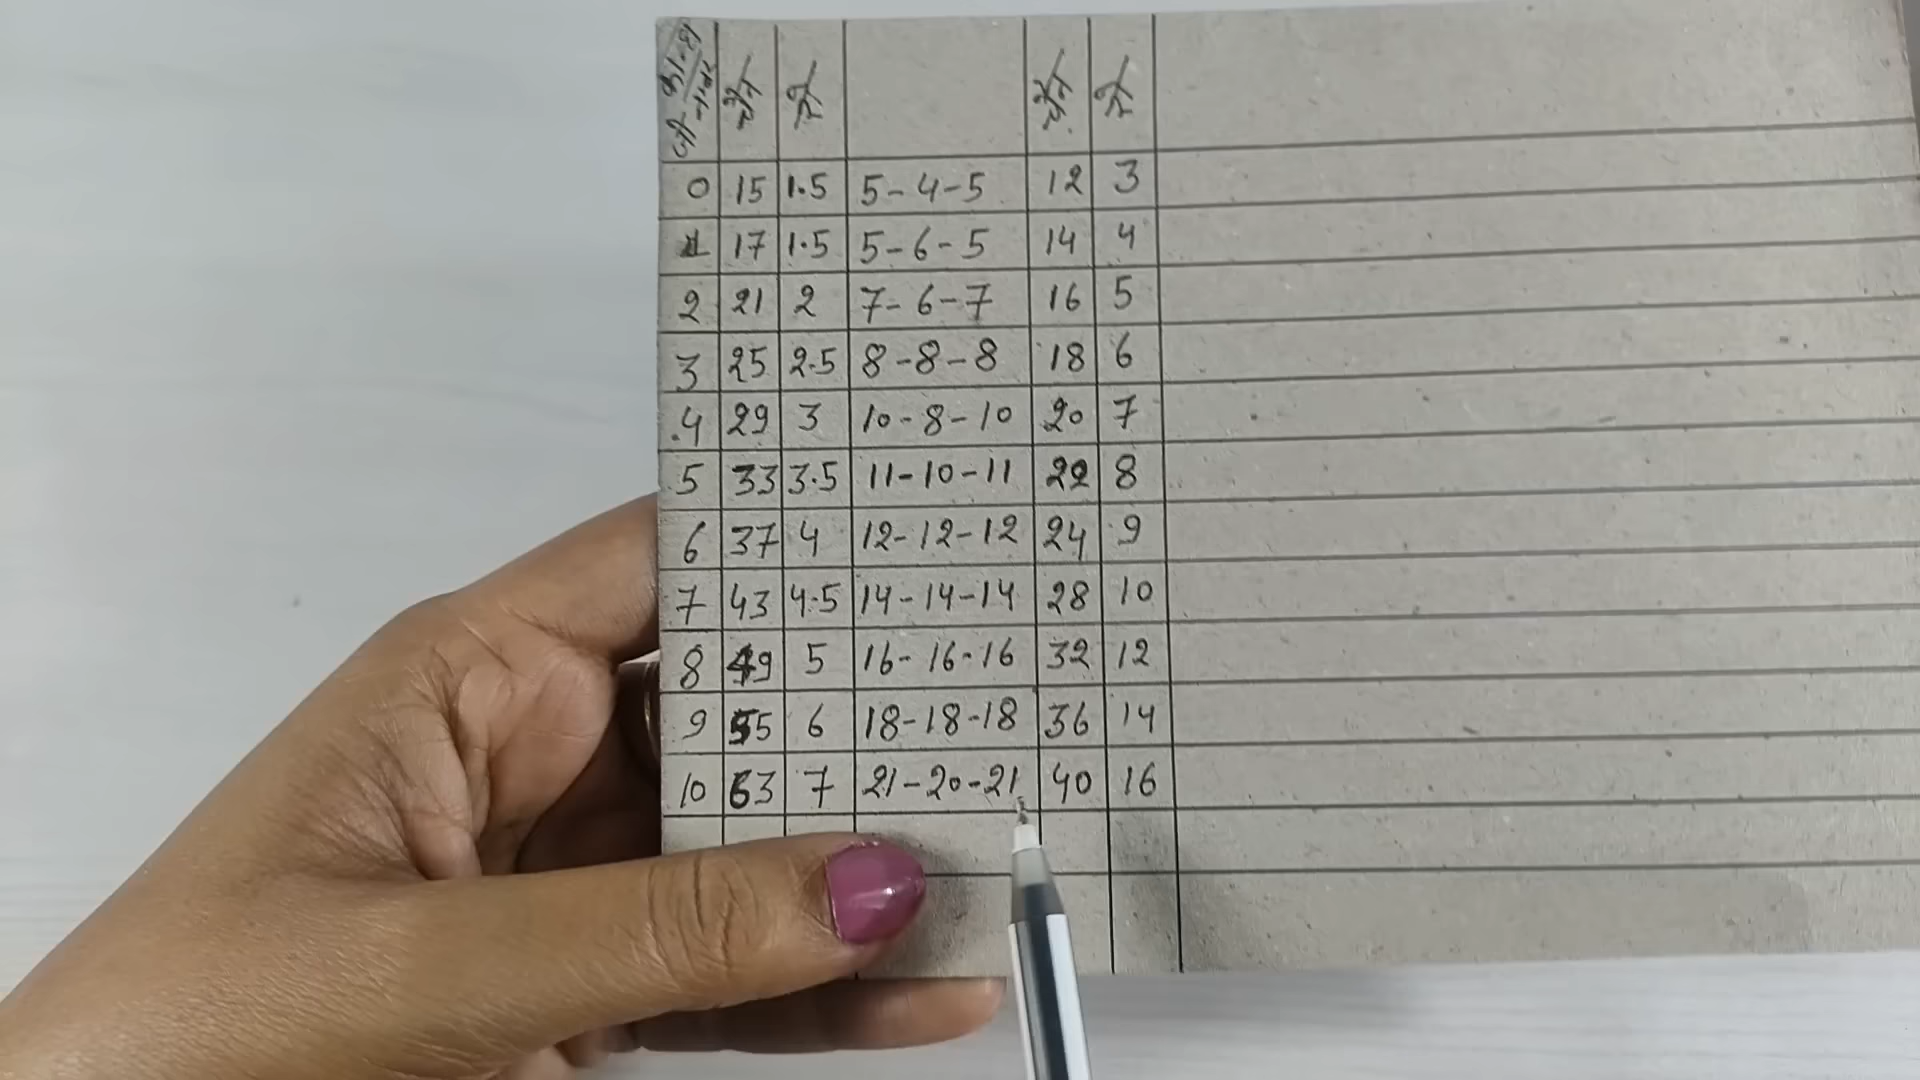 0 15 1.5 5-4-5 12 3
1 17 1.5 5-6-5 14 4
2 21 2 7-6-7 16 5
3 25 2.5 8-8-8 18 6
.4 29 3 10-8-10 20 7
5 33 3.5 11-10-11 22 8
6 37 4 12-12-12 24 9
7 43 4.5 14-14-14 28 10
8 49 5 16-16-16 32 12
9 55 6 18-18-18 36 14
10 63 7 21-20-21 40 16